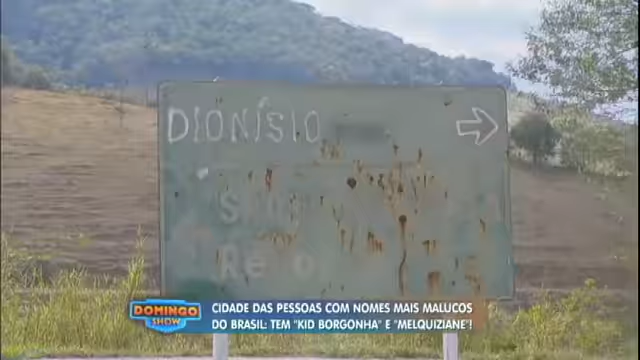 DIONÍSIO
DOMINGO
SHOW
CIDADE DAS PESSOAS COM NOMES MAIS MALUCOS
DO BRASIL: TEM "KID BORGONHA" E "MELQUIZIANE"!